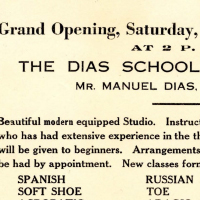 Grand Opening, Saturday,
AT 2 P.
THE DIAS SCHOOL
MR. MANUEL DIAS,
Beautiful modern equipped Studio. Instruc
who has had extensive experience in the th
will be given to beginners. Arrangements
be had by appointment. New classes form
SPANISH RUSSIAN
SOFT SHOE TOE